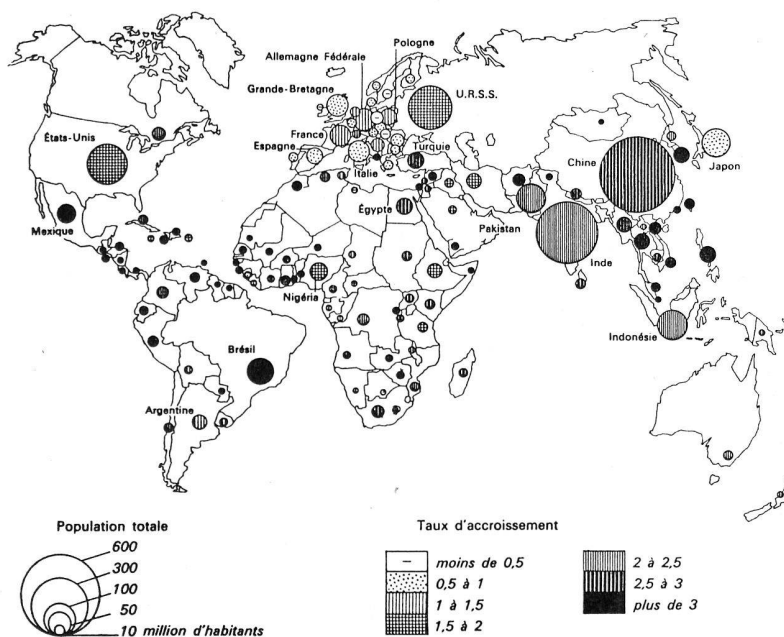 Pologne
Allemagne Fédérale
Grande-Bretagne
U.R.S.S.
États-Unis
France
Espagne
Italie
Turquie
Chine
Japon
Mexique
Égypte
Pakistan
Inde
Nigéria
Indonésie
Brésil
Argentine
Population totale
600
300
100
50
10 million d'habitants
Taux d'accroissement
– moins de 0,5
0,5 à 1
1 à 1,5
1,5 à 2
2 à 2,5
2,5 à 3
plus de 3